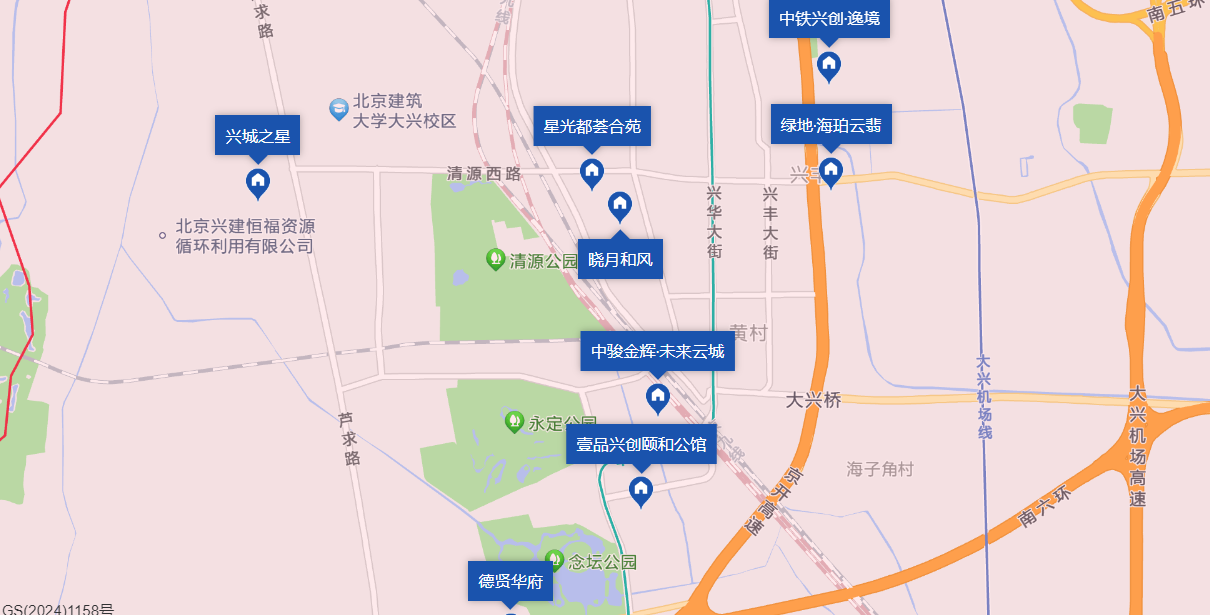 中铁兴创·逸境
南五环
芦求路
九线
北京建筑
大学大兴校区
兴城之星
星光都荟合苑
绿地·海珀云翡
清源西路
兴丰
兴华大街
兴丰大街
北京兴建恒福资源
循环利用有限公司
清源公园
晓月和风
黄村
中骏金辉·未来云城
大兴机场线
大兴桥
大兴机场高速
芦求路
永定公园
壹品兴创颐和公馆
九线
海子角村
京开高速
南六环
念坛公园
德贤华府
GS(2024)1158号